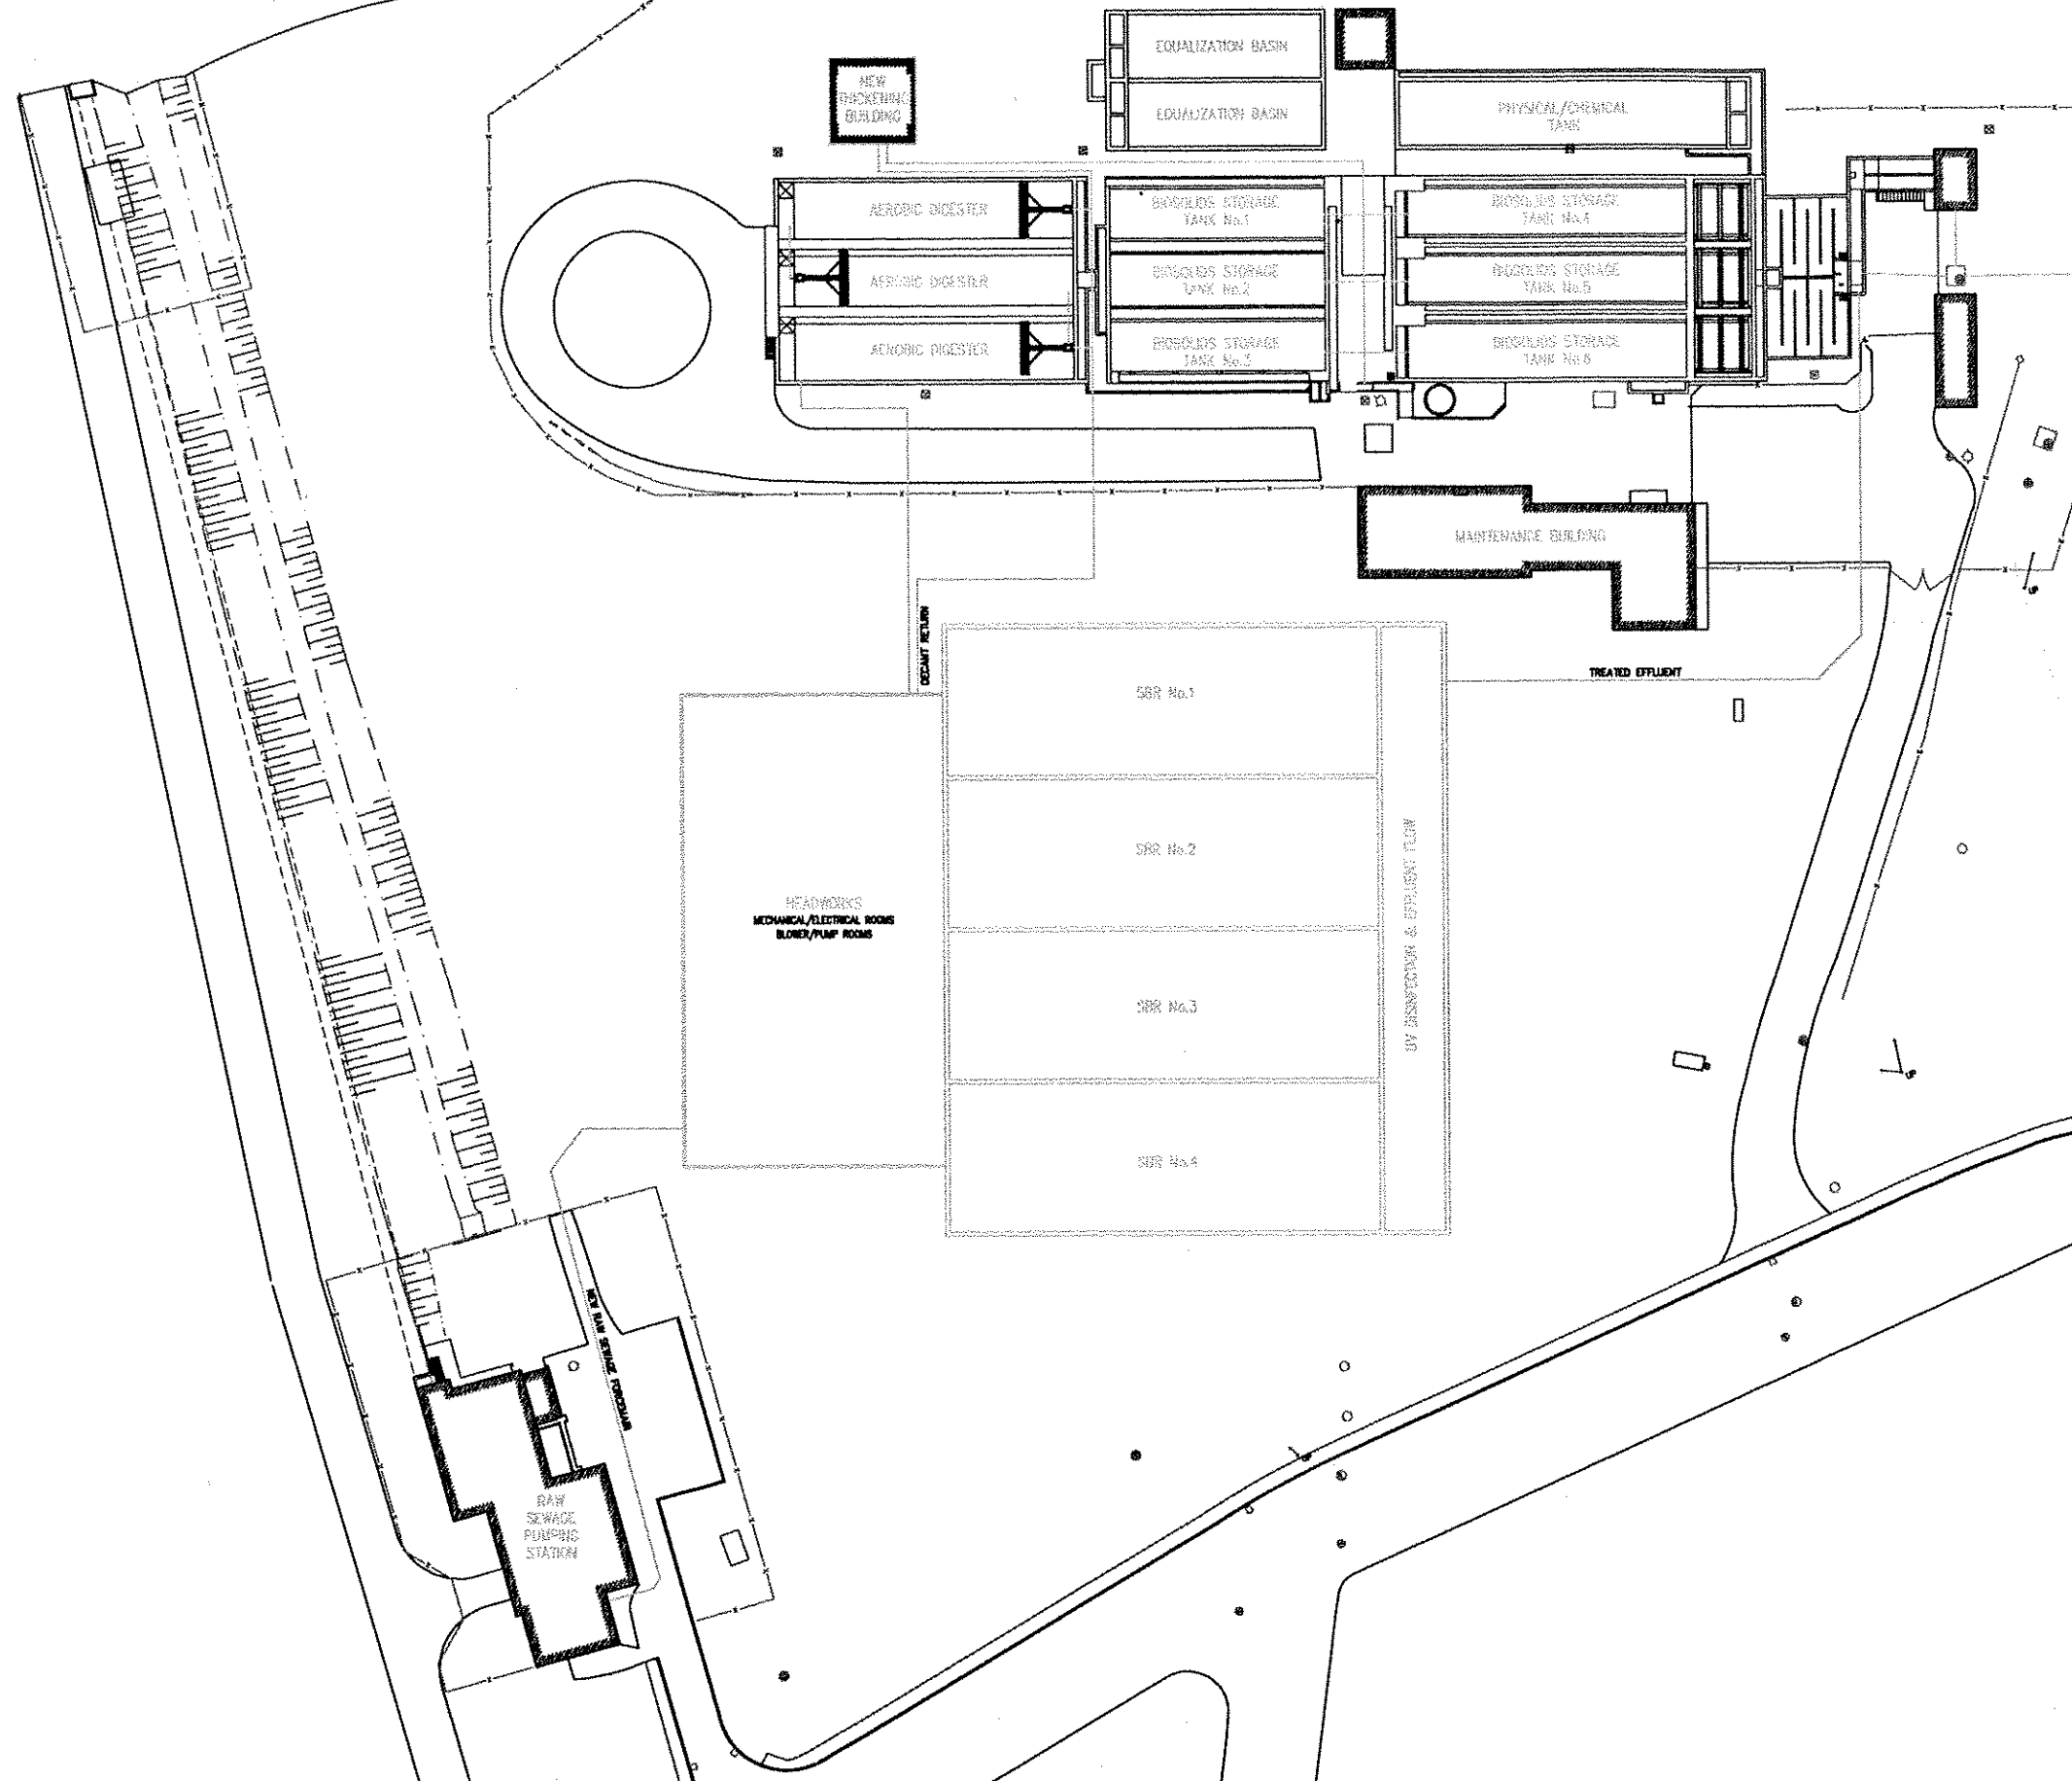 EQUALIZATION BASIN
EQUALIZATION BASIN
NEW
THICKENING
BUILDING
PHYSICAL/CHEMICAL
TANK
AEROBIC DIGESTER
AEROBIC DIGESTER
AEROBIC DIGESTER
BIOSOLIDS STORAGE
TANK No.1
BIOSOLIDS STORAGE
TANK No.2
BIOSOLIDS STORAGE
TANK No.3
BIOSOLIDS STORAGE
TANK No.4
BIOSOLIDS STORAGE
TANK No.5
BIOSOLIDS STORAGE
TANK No.6
MAINTENANCE BUILDING
DECANT RETURN
TREATED EFFLUENT
SBR No.1
SBR No.2
SBR No.3
SBR No.4
UV DISINFECTION & EFFLUENT FLOW
HEADWORKS
MECHANICAL/ELECTRICAL ROOMS
BLOWER/PUMP ROOMS
NEW RAW SEWAGE FORCEMAIN
RAW
SEWAGE
PUMPING
STATION
LP
LP